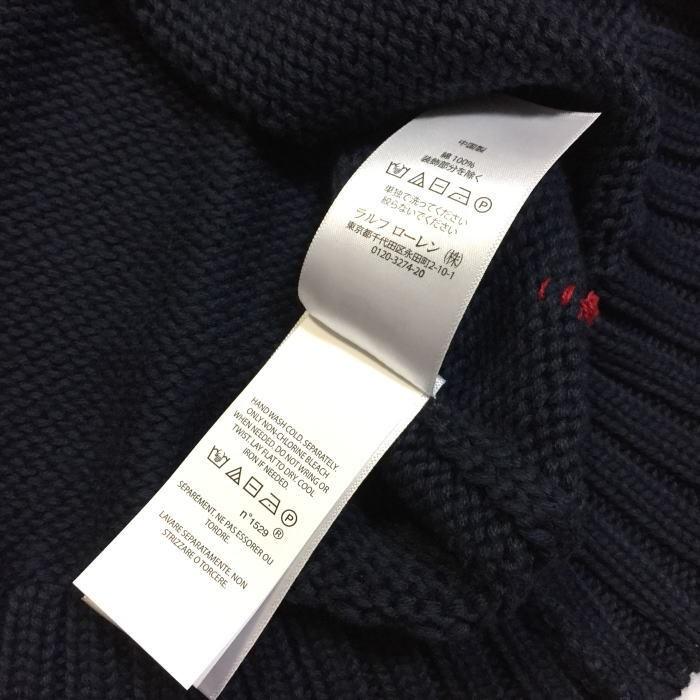 中国製
綿 100%
装飾部分を除く
P
単独で洗ってください
絞らないでください
ラルフ ローレン (株)
東京都千代田区永田町2-10-1
0120-3274-20
HAND WASH COLD. SEPARATELY.
ONLY NON-CHLORINE BLEACH
WHEN NEEDED. DO NOT WRING OR
TWIST. LAY FLAT TO DRY. COOL
IRON IF NEEDED.
P
n° 1529 ®
SÉPARÉMENT. NE PAS ESSORER OU
TORDRE.
LAVARE SEPARATAMENTE. NON
STRIZZARE O TORCERE.